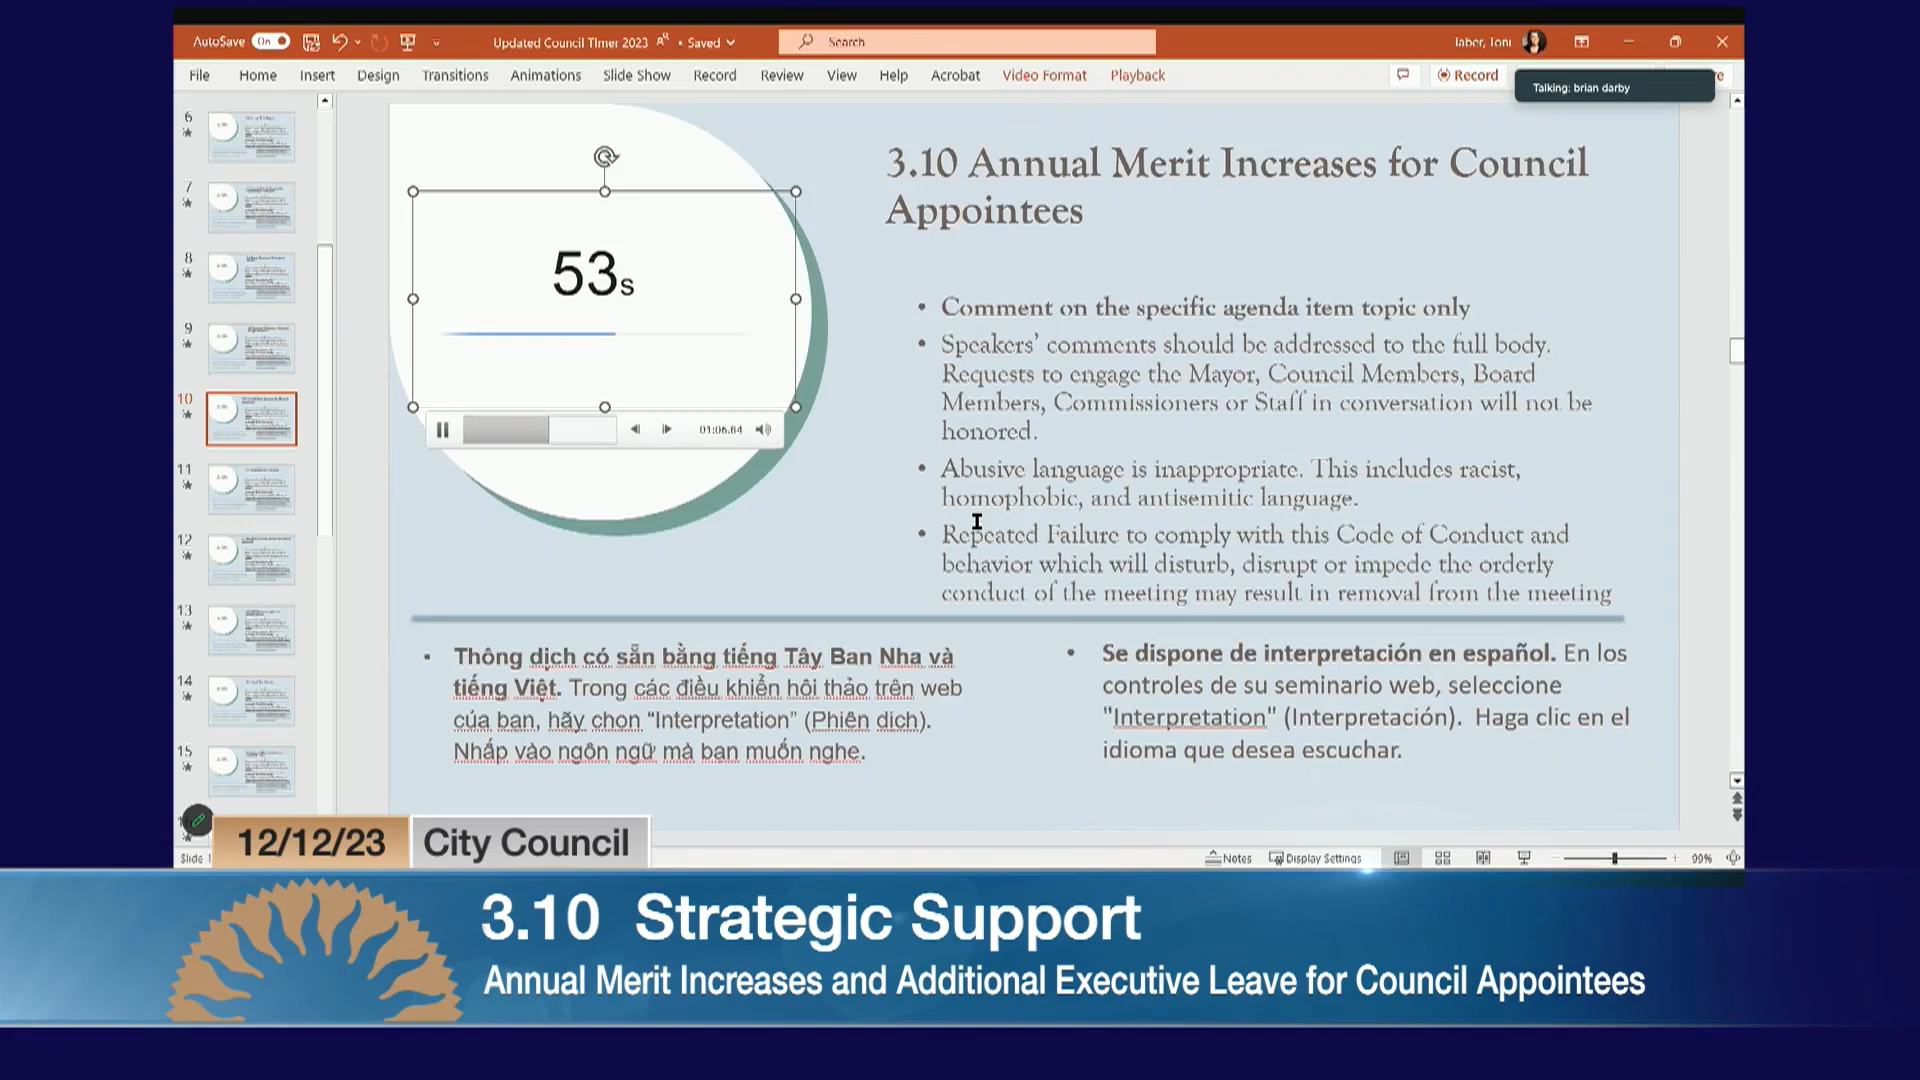 AutoSave On
Updated Council Timer 2023 • Saved
Search
Taber, Toni
File Home Insert Design Transitions Animations Slide Show Record Review View Help Acrobat Video Format Playback
Record
Talking: brian darby
6
7
8
9
10
11
12
13
14
15
53s
01:06.64
3.10 Annual Merit Increases for Council
Appointees
• Comment on the specific agenda item topic only
• Speakers’ comments should be addressed to the full body.
Requests to engage the Mayor, Council Members, Board
Members, Commissioners or Staff in conversation will not be
honored.
• Abusive language is inappropriate. This includes racist,
homophobic, and antisemitic language.
• Repeated Failure to comply with this Code of Conduct and
behavior which will disturb, disrupt or impede the orderly
conduct of the meeting may result in removal from the meeting
• Thông dịch có sẵn bằng tiếng Tây Ban Nha và
tiếng Việt. Trong các điều khiển hội thảo trên web
của bạn, hãy chọn “Interpretation” (Phiên dịch).
Nhấp vào ngôn ngữ mà bạn muốn nghe.
• Se dispone de interpretación en español. En los
controles de su seminario web, seleccione
"Interpretation" (Interpretación). Haga clic en el
idioma que desea escuchar.
Slide 1
Notes Display Settings 99%
12/12/23 City Council
3.10 Strategic Support
Annual Merit Increases and Additional Executive Leave for Council Appointees